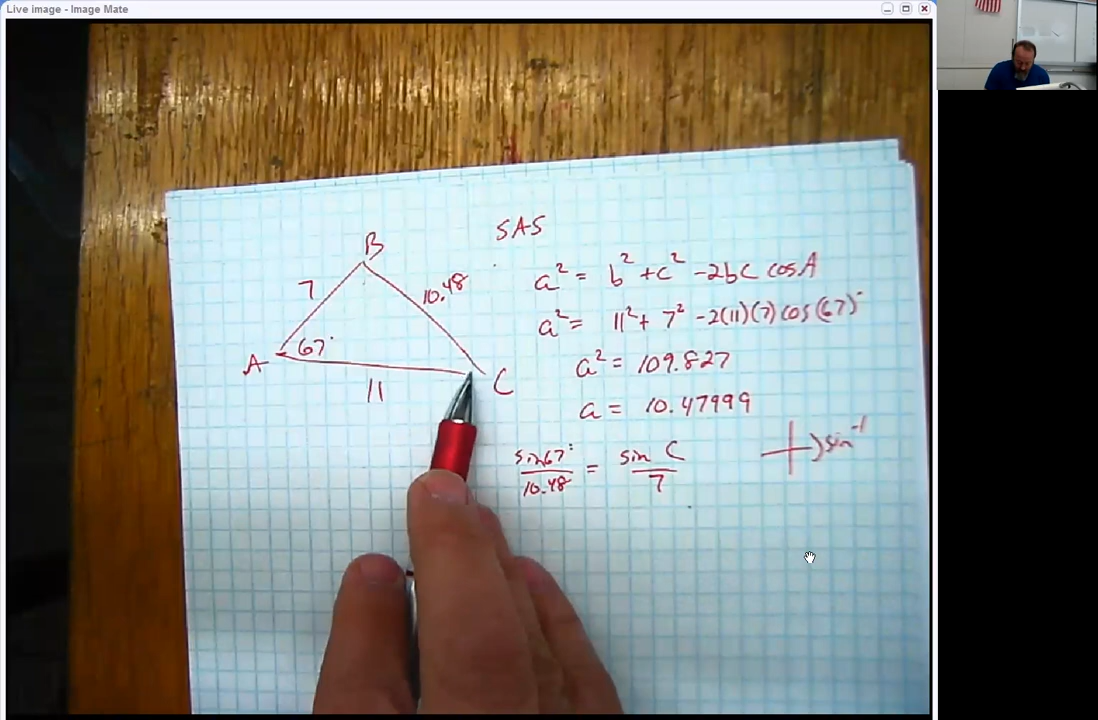 Live image - Image Mate
SAS
B
7
10.48
A
67°
11
C
a² = b² + c² - 2bc cos A
a² = 11² + 7² - 2(11)(7) cos(67)°
a² = 109.827
a = 10.47999
sin 67° / 10.48 = sin C / 7
sin⁻¹